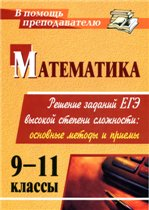 В помощь
преподавателю
МАТЕМАТИКА
Решение заданий ЕГЭ
высокой степени сложности:
основные методы и приемы
9–11
классы